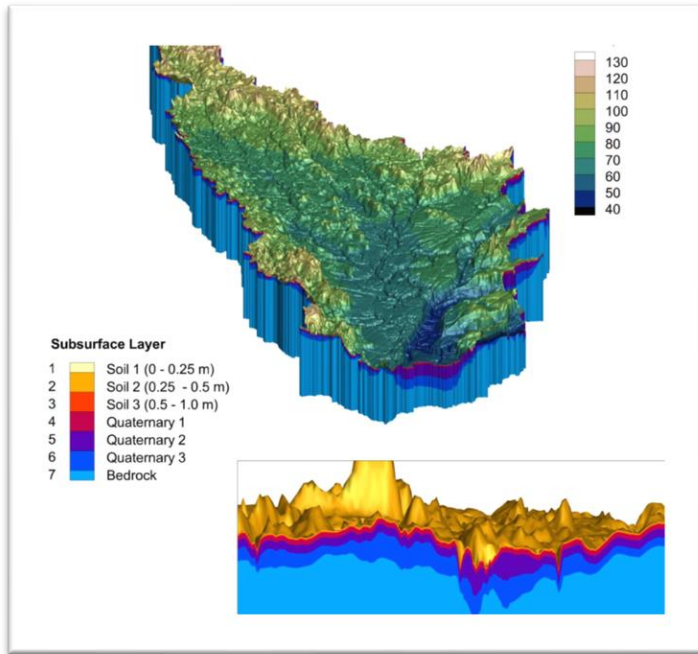 130
120
110
100
90
80
70
60
50
40
Subsurface Layer
1 Soil 1 (0 - 0.25 m)
2 Soil 2 (0.25 - 0.5 m)
3 Soil 3 (0.5 - 1.0 m)
4 Quaternary 1
5 Quaternary 2
6 Quaternary 3
7 Bedrock